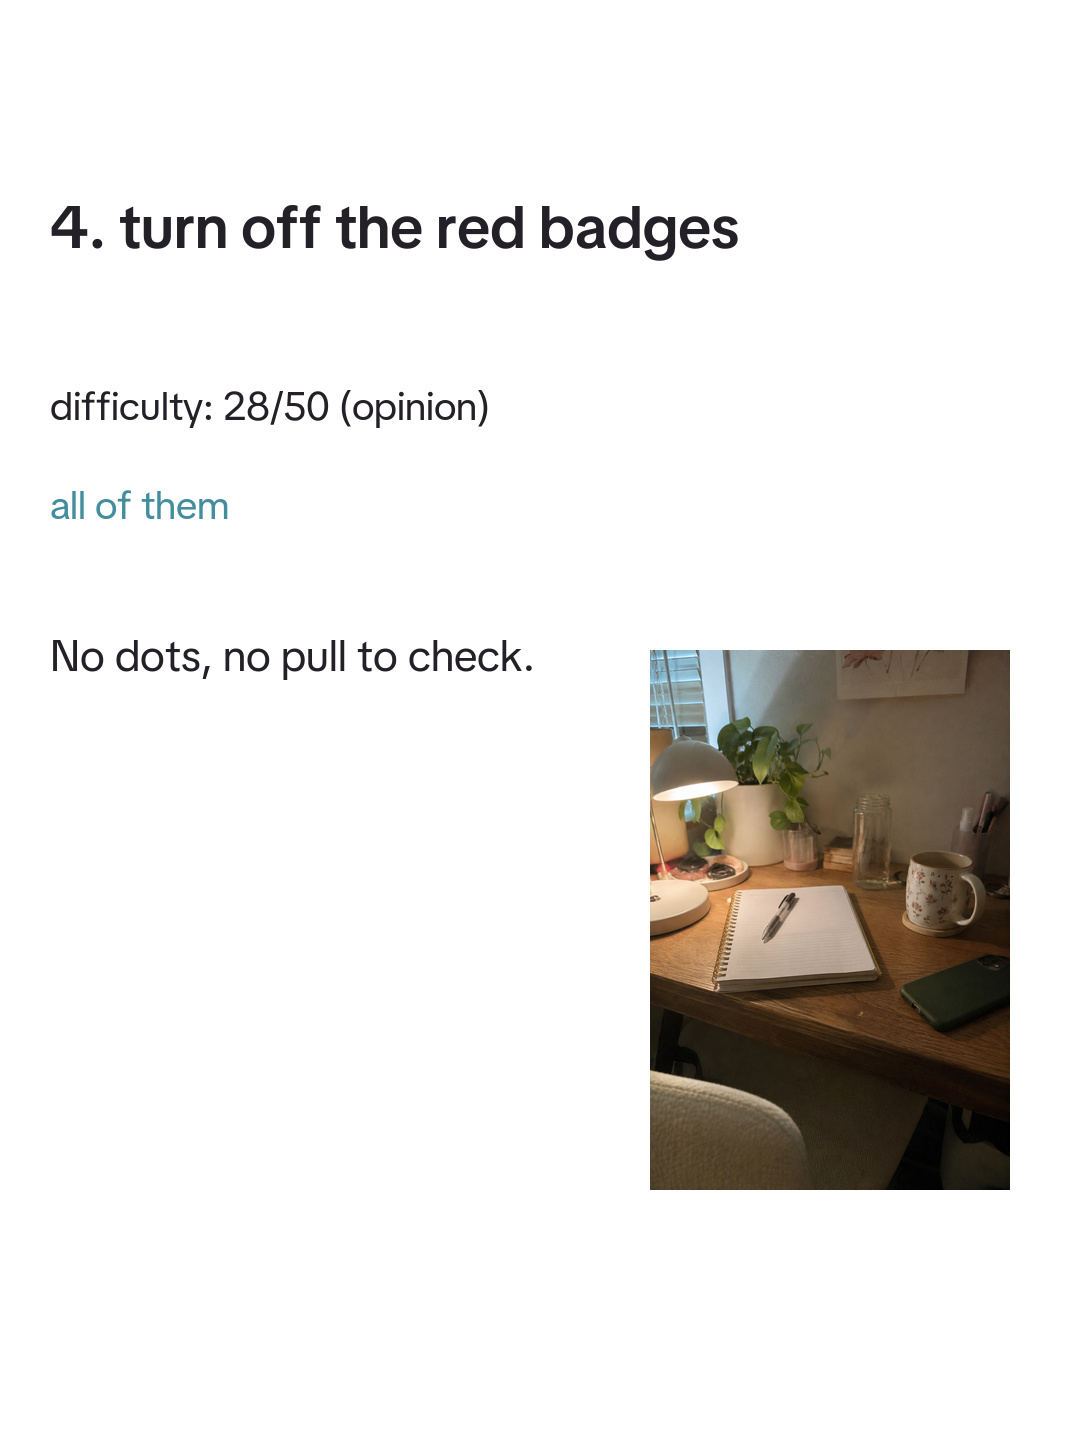 4. turn off the red badges
difficulty: 28/50 (opinion)
all of them
No dots, no pull to check.